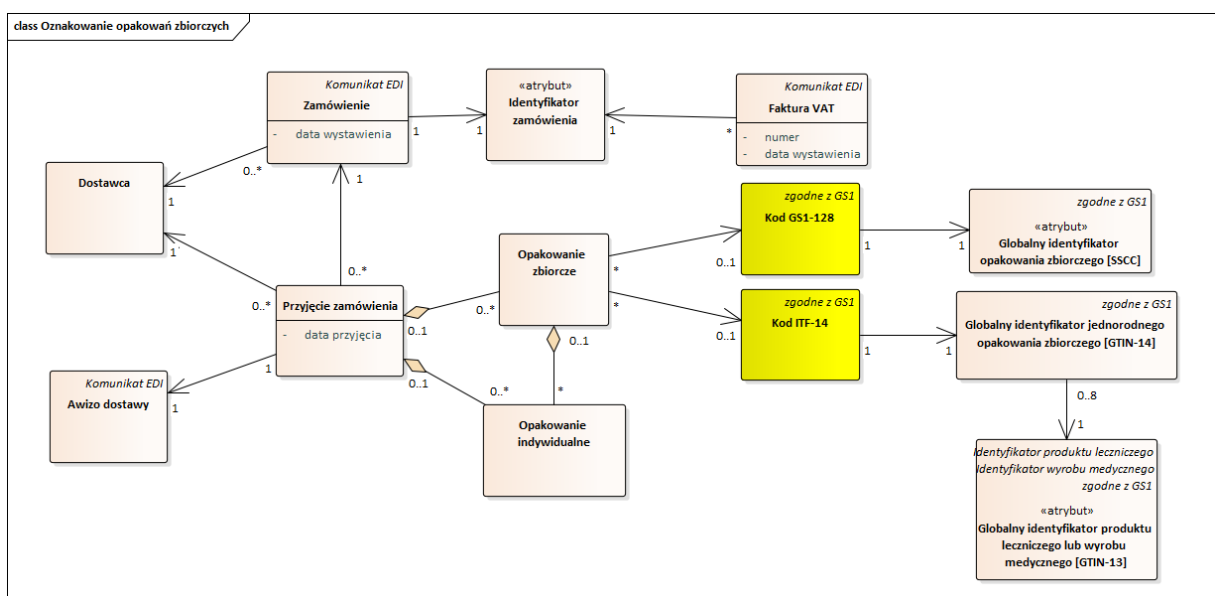 class Oznakowanie opakowań zbiorczych
Komunikat EDI
Zamówienie
- data wystawienia
«atrybut»
Identyfikator
zamówienia
Komunikat EDI
Faktura VAT
- numer
- data wystawienia
1
1
1
*
0..*
1
Dostawca
1
1
0..*
0..*
Przyjęcie zamówienia
- data przyjęcia
0..1
0..*
0..1
0..*
1
1
Komunikat EDI
Awizo dostawy
Opakowanie
zbiorcze
*
*
0..1
*
Opakowanie
indywidualne
zgodne z GS1
Kod GS1-128
0..1
1
1
zgodne z GS1
«atrybut»
Globalny identyfikator
opakowania zbiorczego [SSCC]
zgodne z GS1
Kod ITF-14
0..1
1
1
zgodne z GS1
Globalny identyfikator jednorodnego
opakowania zbiorczego [GTIN-14]
0..8
1
Identyfikator produktu leczniczego
Identyfikator wyrobu medycznego
zgodne z GS1
«atrybut»
Globalny identyfikator produktu
leczniczego lub wyrobu
medycznego [GTIN-13]